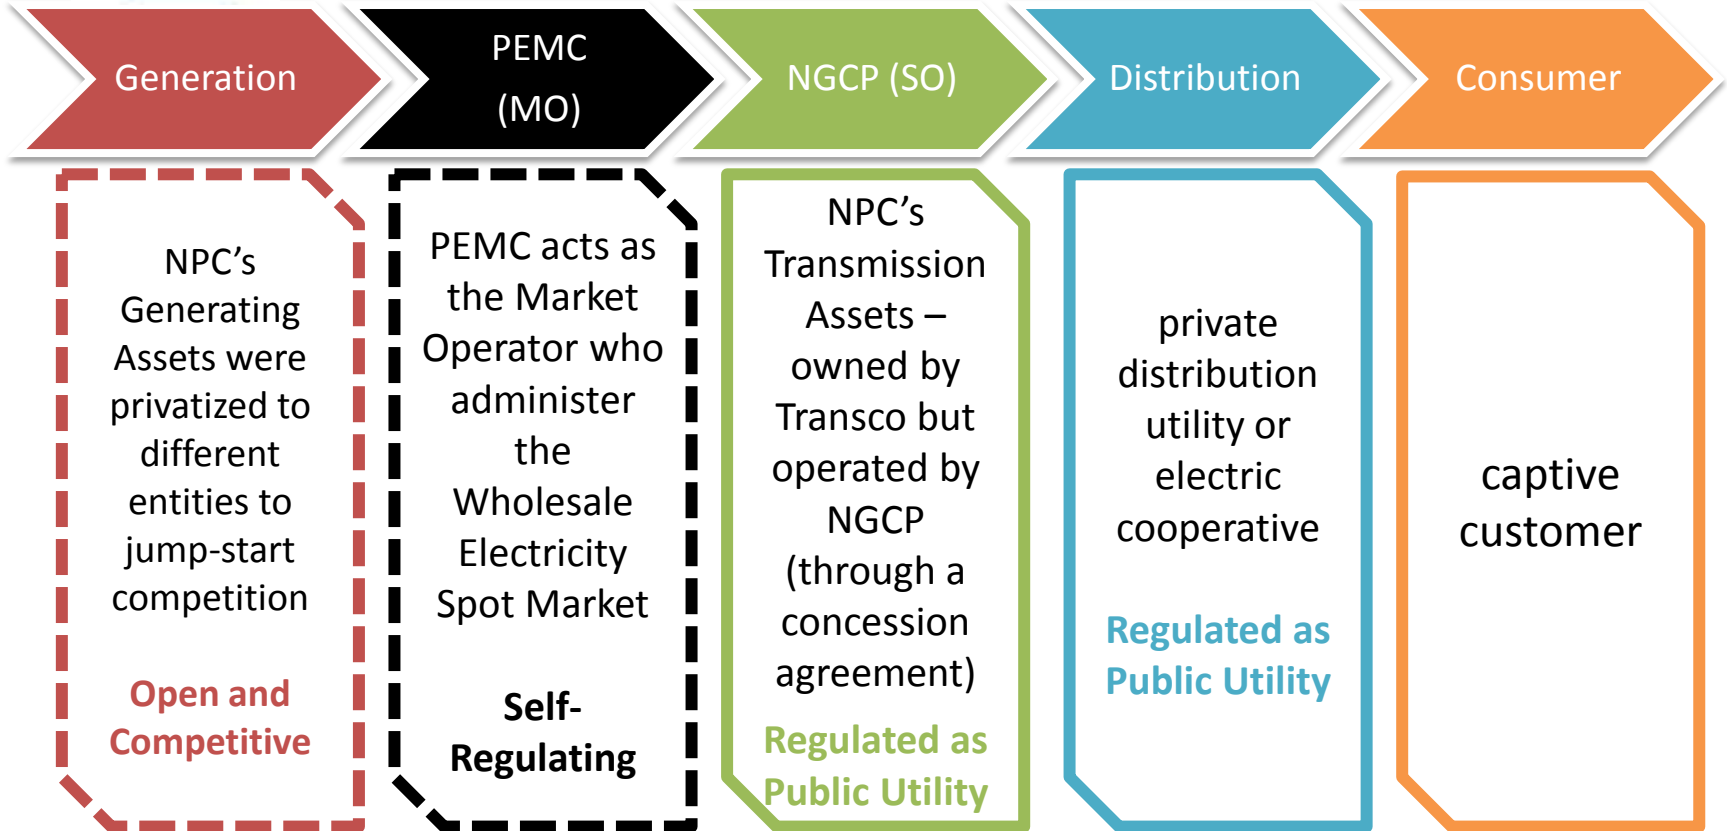 Generation
PEMC
(MO)
NGCP (SO)
Distribution
Consumer
NPC’s
Generating
Assets were
privatized to
different
entities to
jump-start
competition
Open and
Competitive
PEMC acts as
the Market
Operator who
administer
the
Wholesale
Electricity
Spot Market
Self-
Regulating
NPC’s
Transmission
Assets –
owned by
Transco but
operated by
NGCP
(through a
concession
agreement)
Regulated as
Public Utility
private
distribution
utility or
electric
cooperative
Regulated as
Public Utility
captive
customer